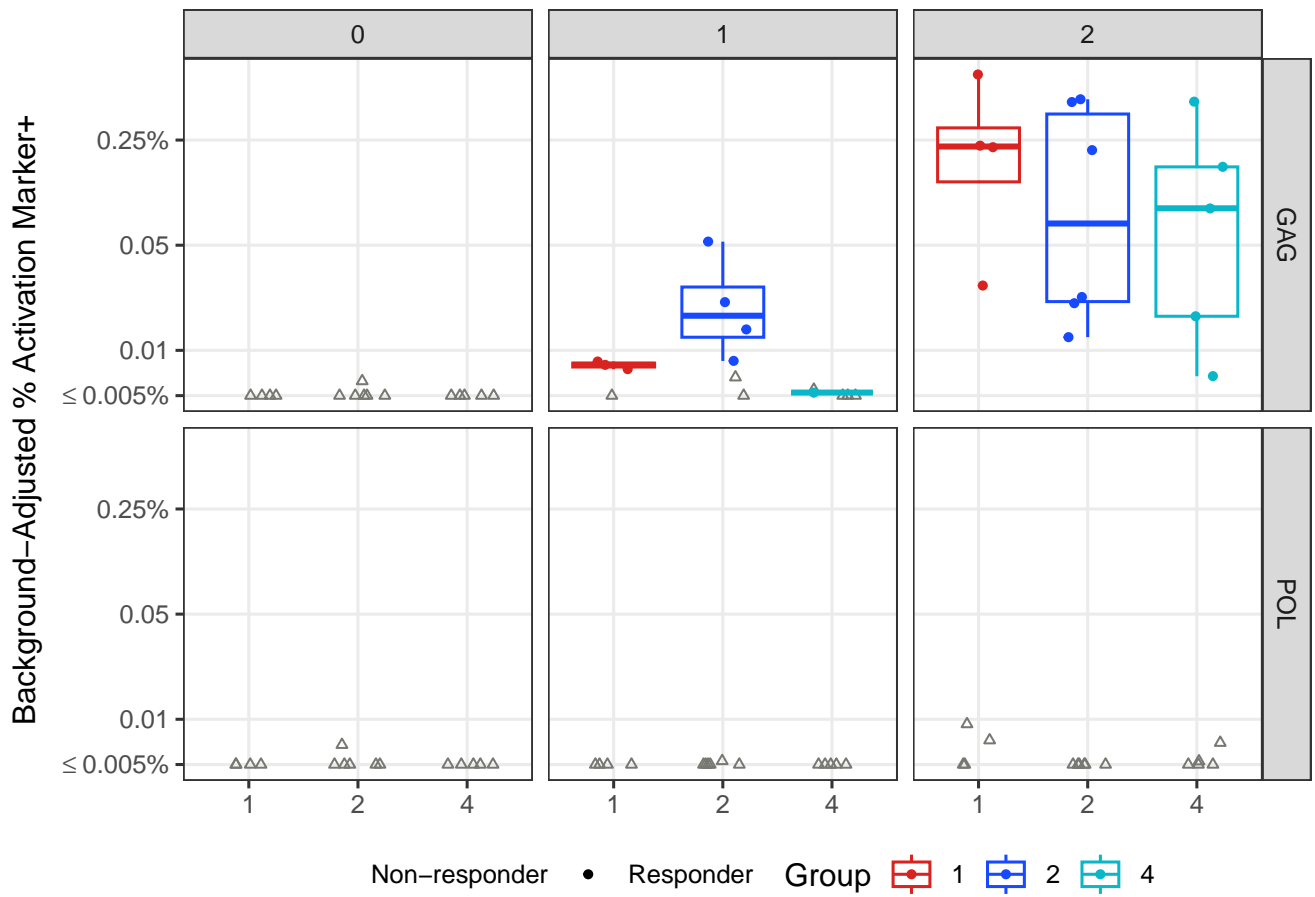 0 1 2
Background−Adjusted % Activation Marker+
0.25%
0.05
0.01
≤ 0.005%
GAG
0.25%
0.05
0.01
≤ 0.005%
POL
1 2 4 1 2 4 1 2 4
Non−responder Responder Group 1 2 4